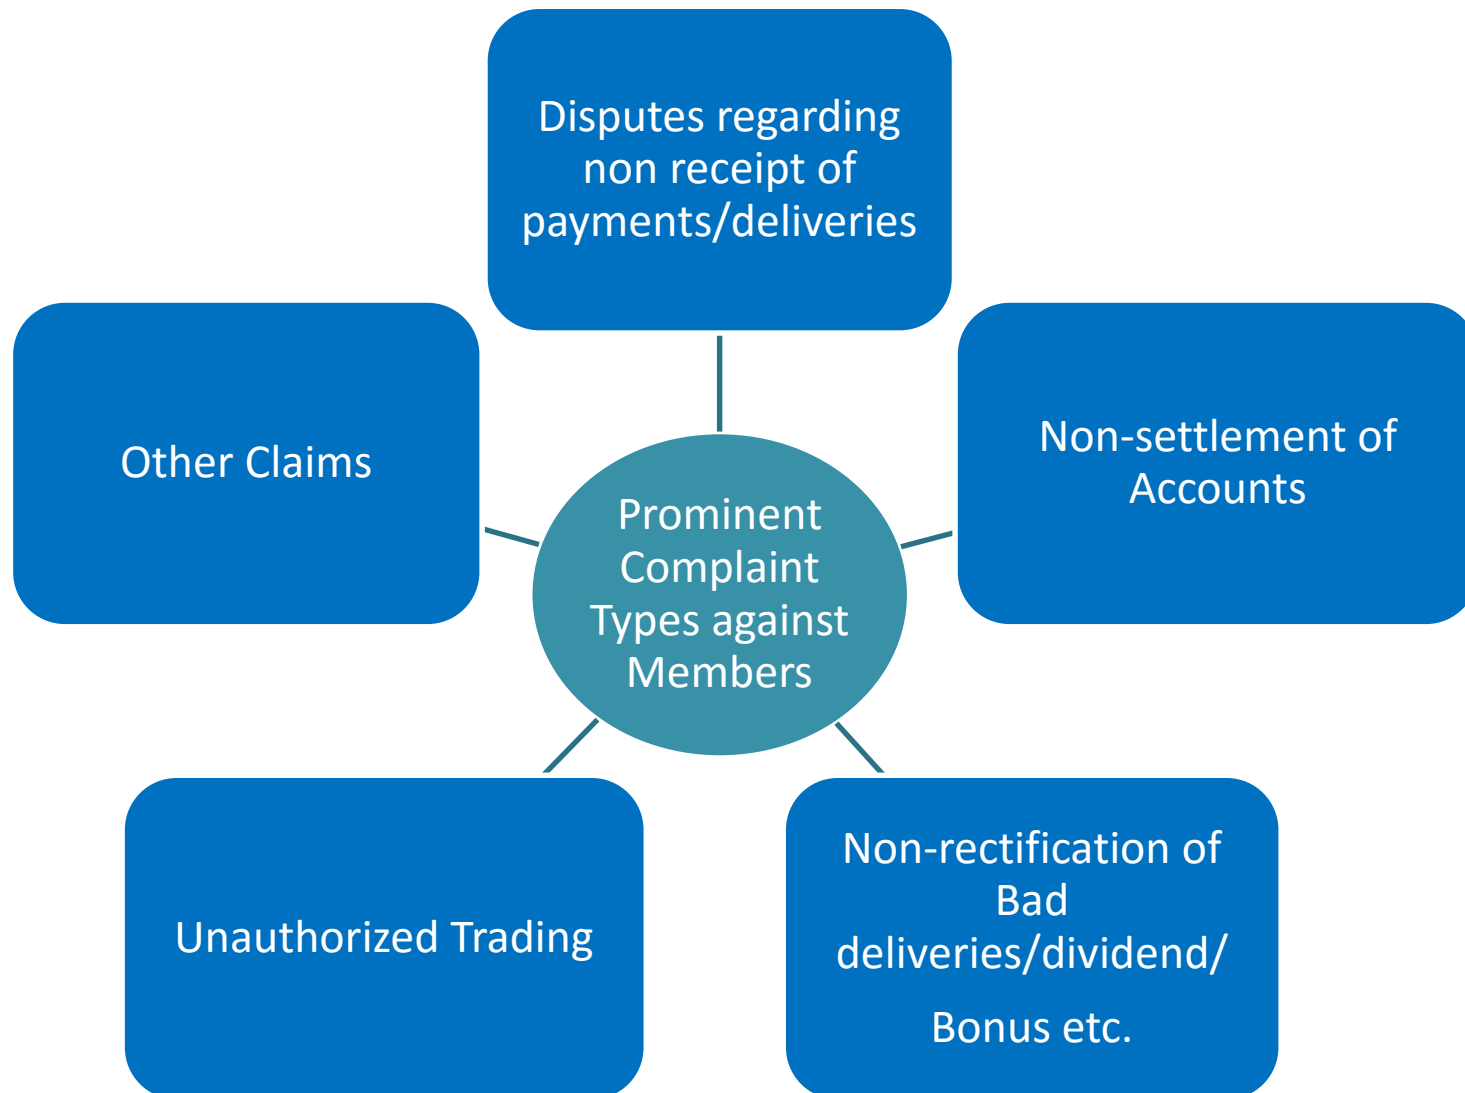 Disputes regarding
non receipt of
payments/deliveries
Other Claims
Non-settlement of
Accounts
Prominent
Complaint
Types against
Members
Unauthorized Trading
Non-rectification of
Bad
deliveries/dividend/
Bonus etc.